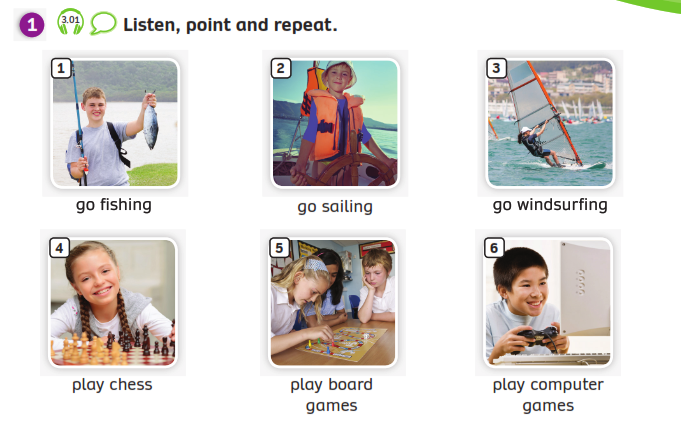 1 3.01 Listen, point and repeat.
1
2
3
go fishing
go sailing
go windsurfing
4
5
6
play chess
play board
games
play computer
games